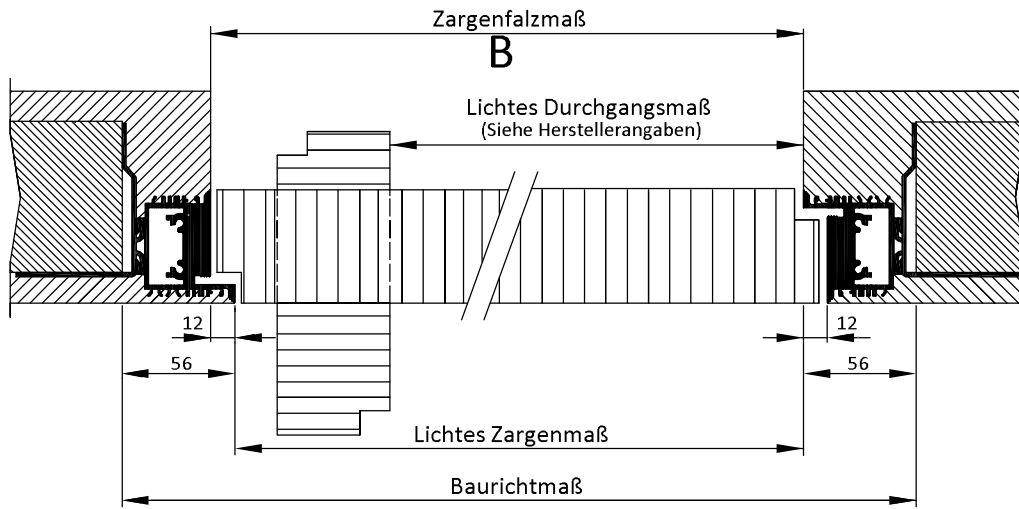 Zargenfalzmaß
B
Lichtes Durchgangsmaß
(Siehe Herstellerangaben)
12
12
56
56
Lichtes Zargenmaß
Baurichtmaß